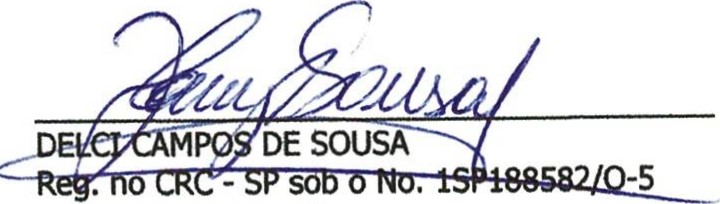 Sousa
DELCI CAMPOS DE SOUSA
Reg. no CRC - SP sob o No. 1SP188582/O-5